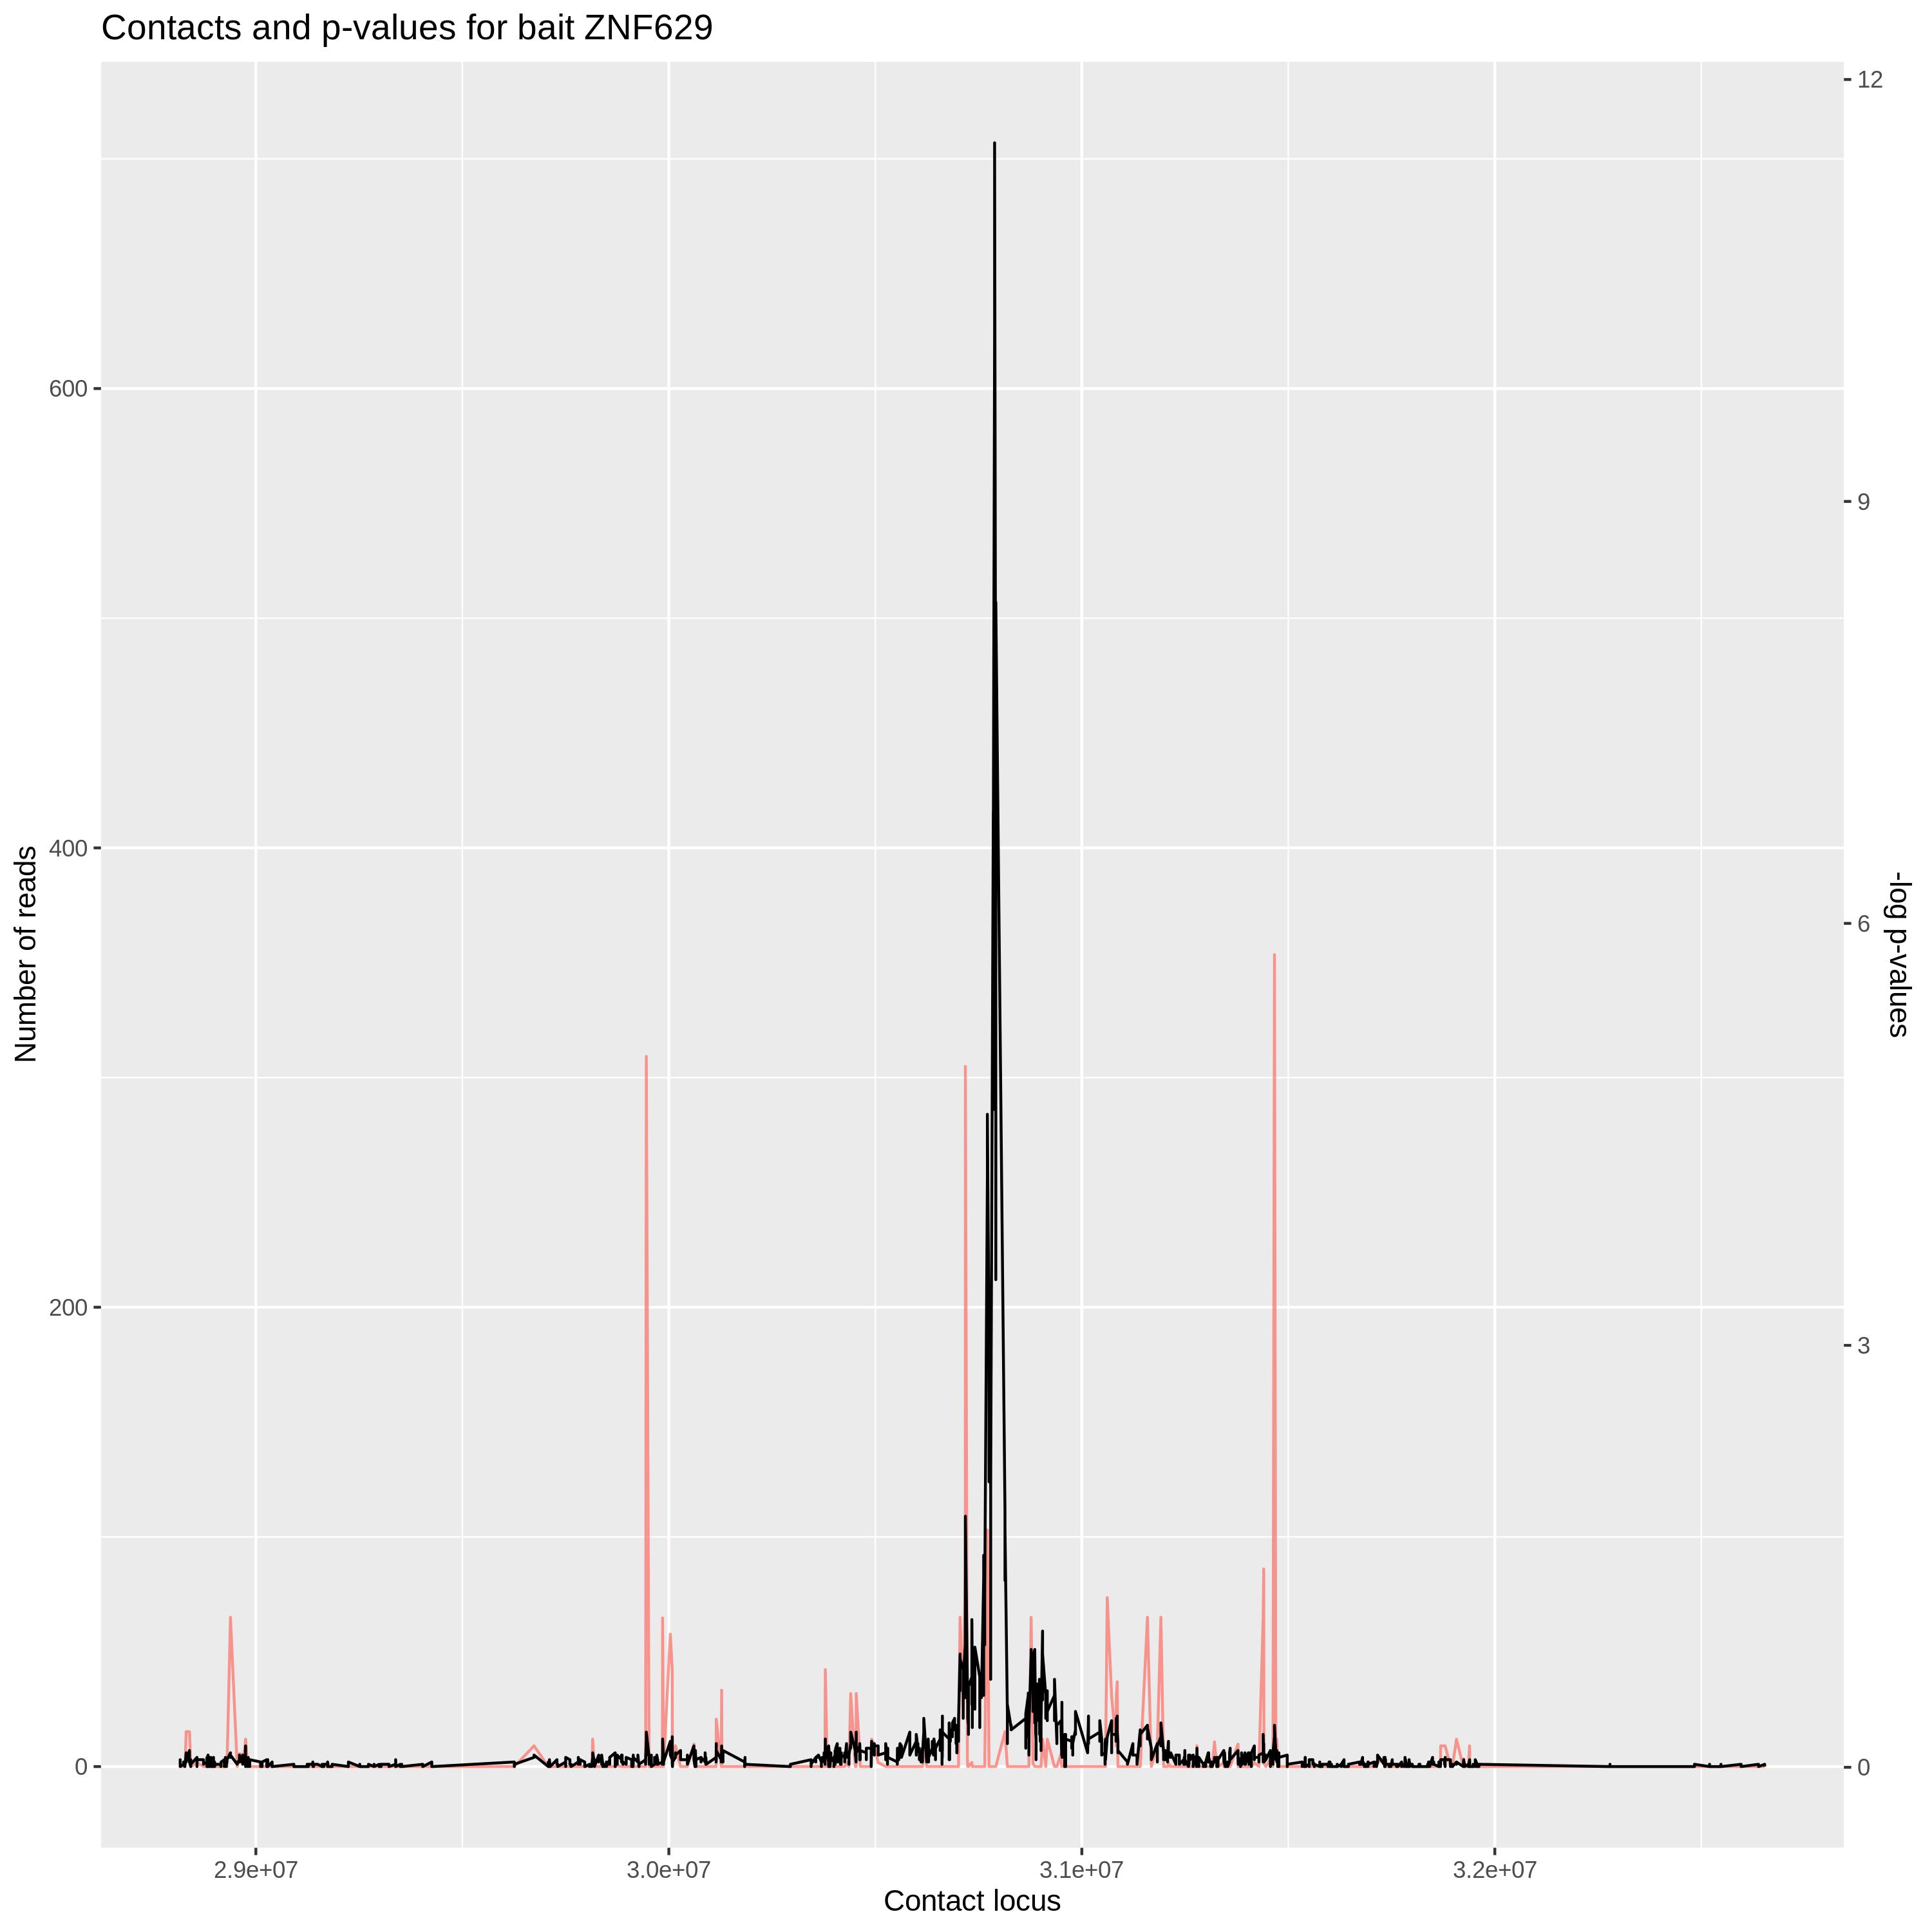 Contacts and p-values for bait ZNF629
Number of reads
600
400
200
0
12
9
6
3
0
-log p-values
2.9e+07
3.0e+07
3.1e+07
3.2e+07
Contact locus